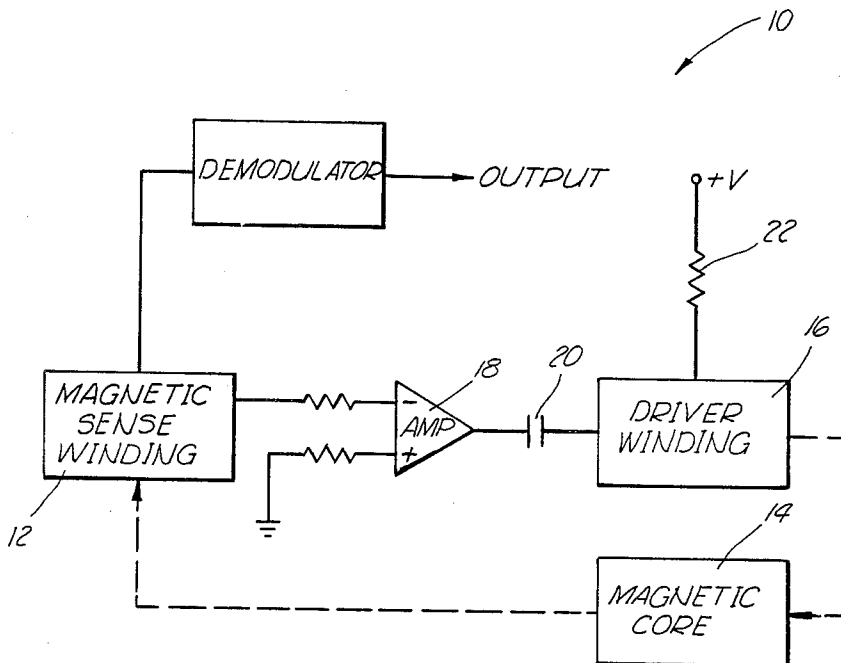 10
DEMODULATOR
OUTPUT
+V
22
16
MAGNETIC
SENSE
WINDING
12
-
AMP
+
18
20
DRIVER
WINDING
14
MAGNETIC
CORE